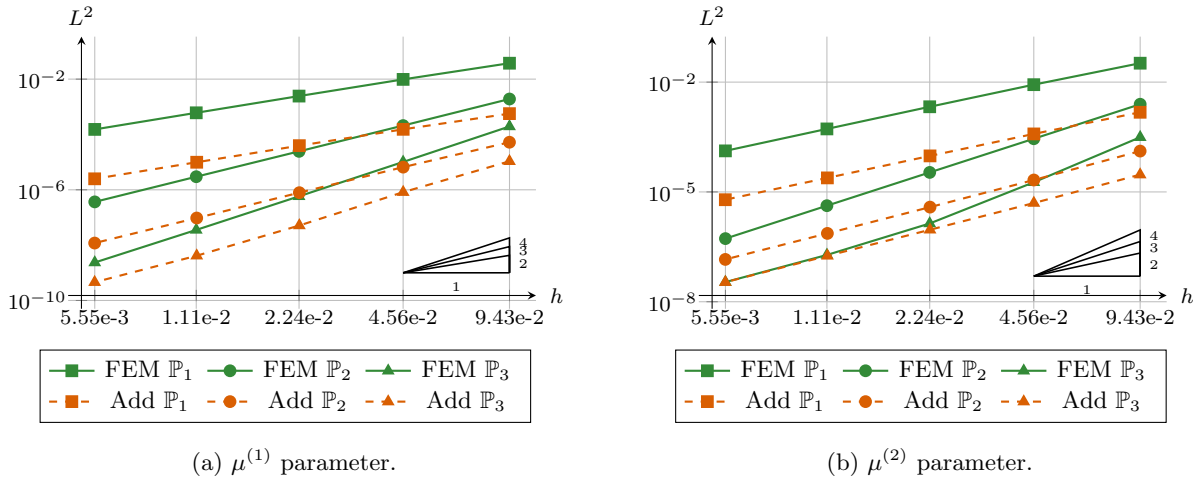 L²
10⁻²
10⁻⁶
10⁻¹⁰
5.55e-3 1.11e-2 2.24e-2 4.56e-2 9.43e-2
h
1
4
3
2
FEM ℙ₁ FEM ℙ₂ FEM ℙ₃
Add ℙ₁ Add ℙ₂ Add ℙ₃
(a) μ⁽¹⁾ parameter.
L²
10⁻²
10⁻⁵
10⁻⁸
5.55e-3 1.11e-2 2.24e-2 4.56e-2 9.43e-2
h
1
4
3
2
FEM ℙ₁ FEM ℙ₂ FEM ℙ₃
Add ℙ₁ Add ℙ₂ Add ℙ₃
(b) μ⁽²⁾ parameter.